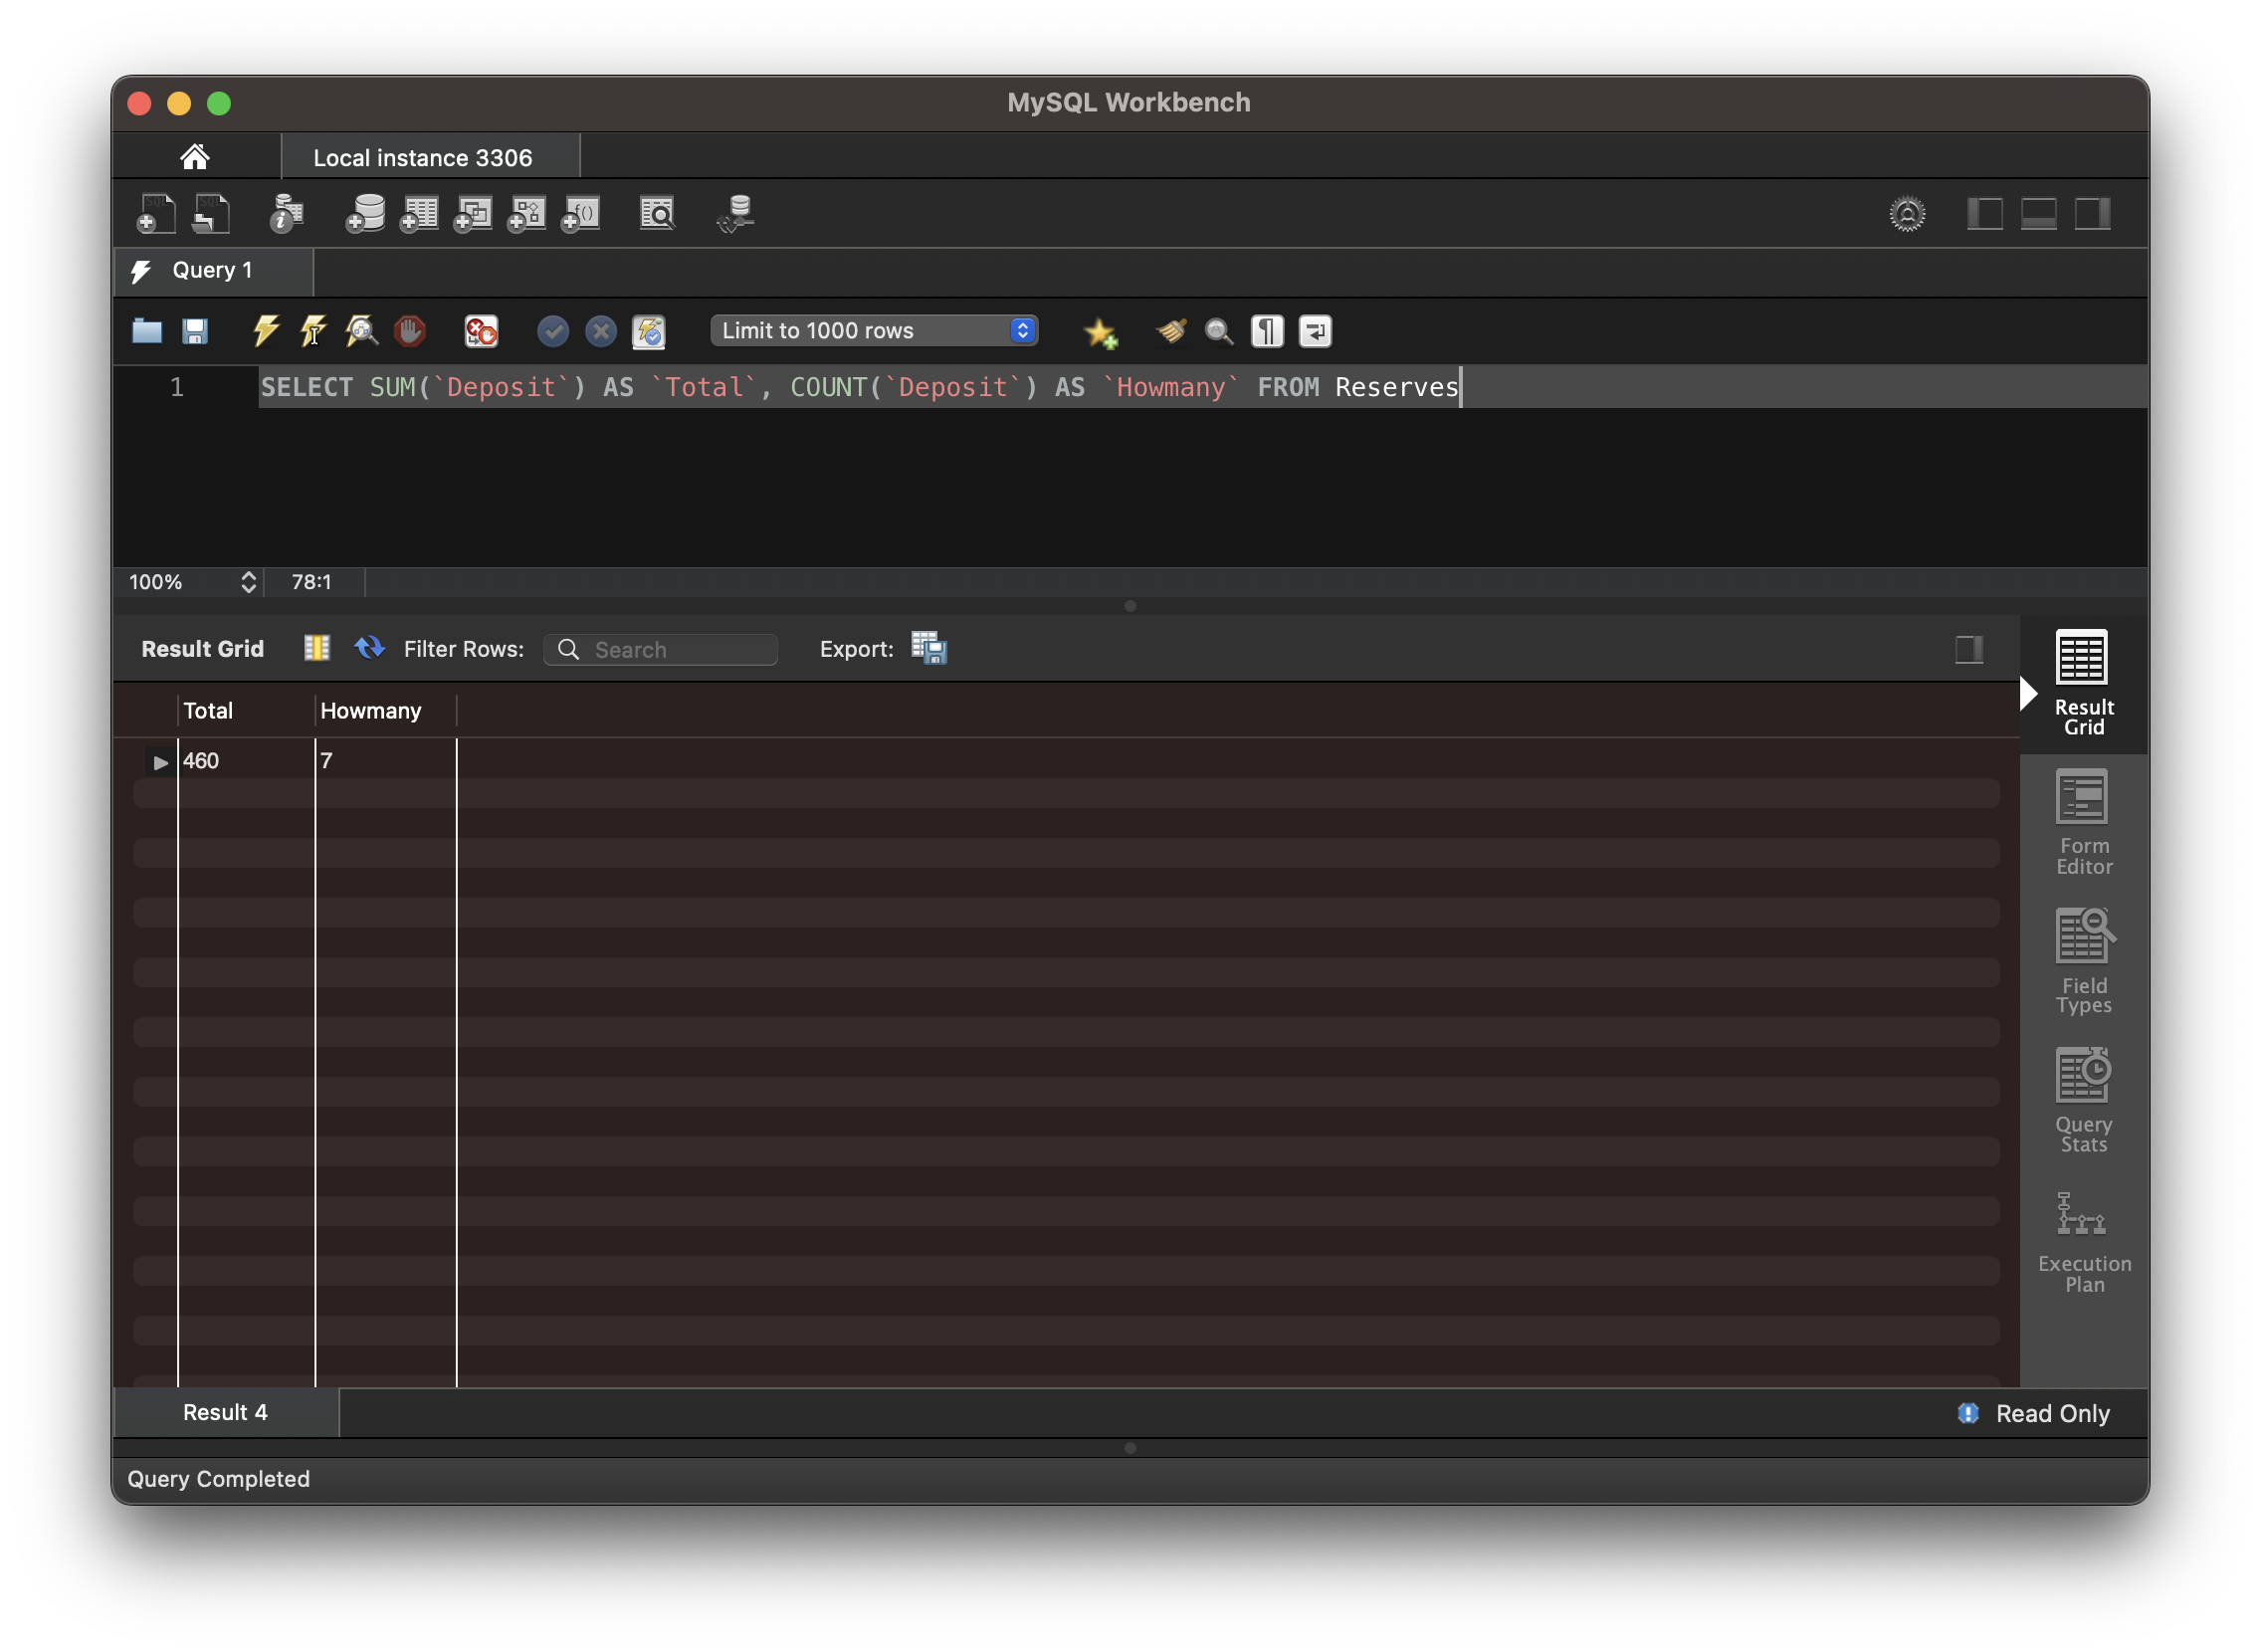 MySQL Workbench
Local instance 3306
Query 1
Limit to 1000 rows
1 SELECT SUM(`Deposit`) AS `Total`, COUNT(`Deposit`) AS `Howmany` FROM Reserves
100% 78:1
Result Grid Filter Rows: Search Export:
Total Howmany
460 7
Result
Grid
Form
Editor
Field
Types
Query
Stats
Execution
Plan
Result 4 Read Only
Query Completed